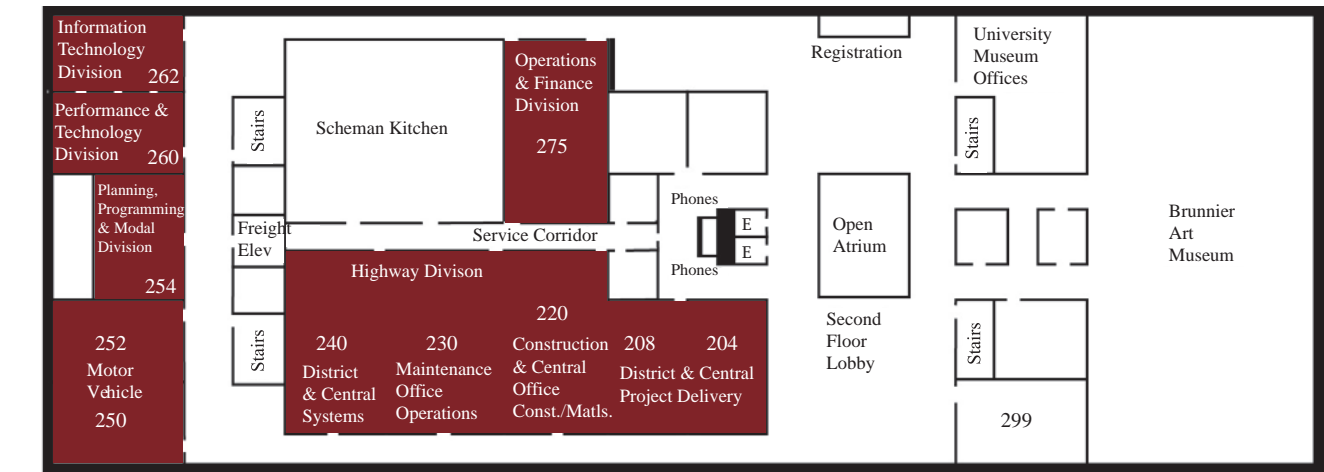 Information
Technology
Division 262
Performance &
Technology
Division 260
Planning,
Programming
& Modal
Division
254
252
Motor
Vehicle
250
Stairs
Freight
Elev
Stairs
Scheman Kitchen
Operations
& Finance
Division
275
Service Corridor
Highway Divison
240
District
& Central
Systems
230
Maintenance
Office
Operations
220
Construction
& Central
Office
Const./Matls.
208 204
District & Central
Project Delivery
Phones
E
E
Phones
Registration
Open
Atrium
Second
Floor
Lobby
University
Museum
Offices
Stairs
Stairs
299
Brunnier
Art
Museum